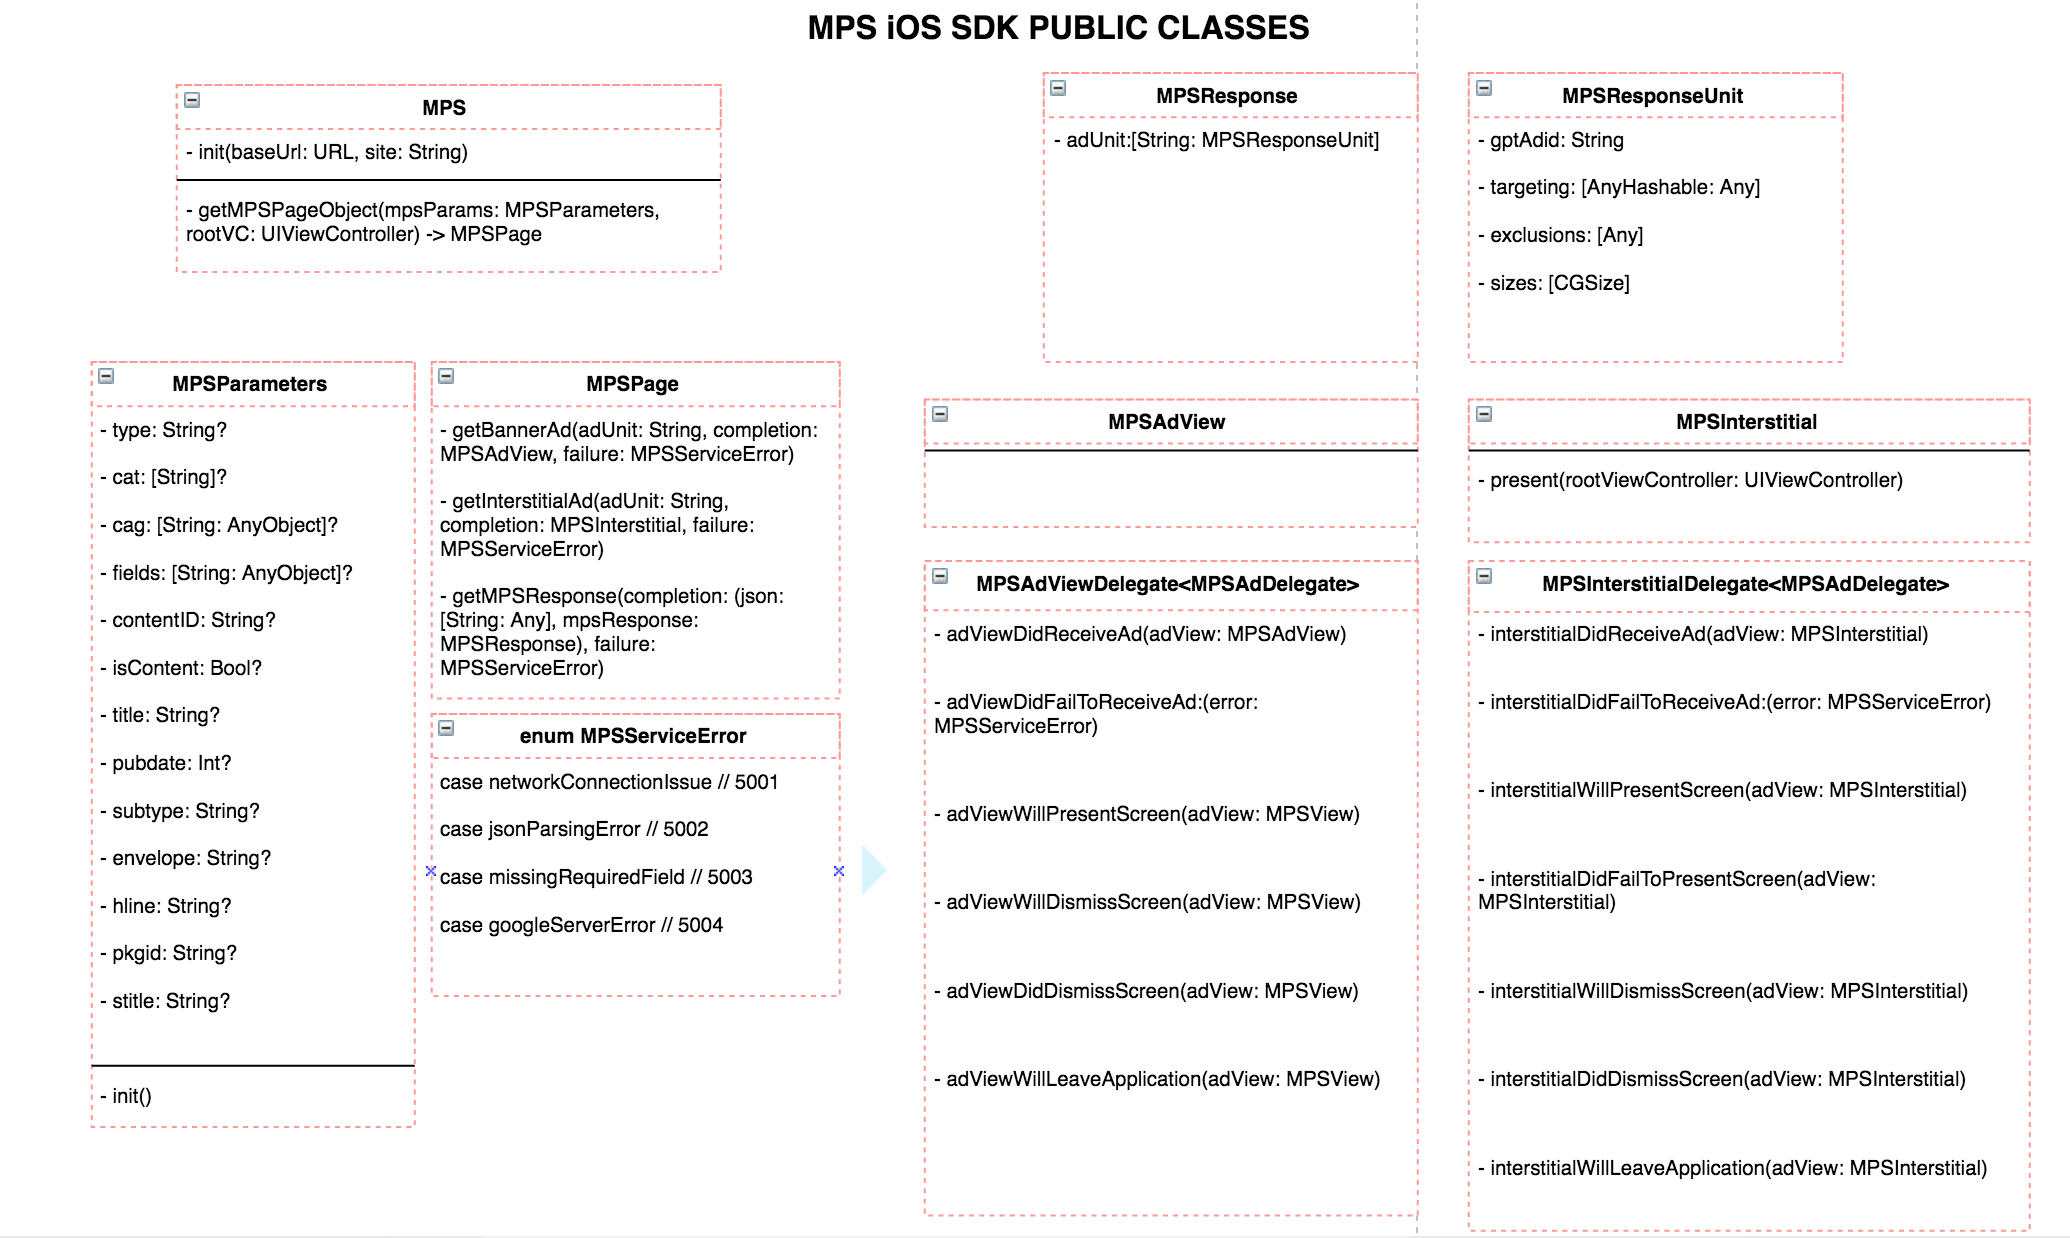 MPS iOS SDK PUBLIC CLASSES
MPS
- init(baseUrl: URL, site: String)
- getMPSPageObject(mpsParams: MPSParameters,
rootVC: UIViewController) -> MPSPage
MPSResponse
- adUnit:[String: MPSResponseUnit]
MPSResponseUnit
- gptAdid: String
- targeting: [AnyHashable: Any]
- exclusions: [Any]
- sizes: [CGSize]
MPSParameters
- type: String?
- cat: [String]?
- cag: [String: AnyObject]?
- fields: [String: AnyObject]?
- contentID: String?
- isContent: Bool?
- title: String?
- pubdate: Int?
- subtype: String?
- envelope: String?
- hline: String?
- pkgid: String?
- stitle: String?
- init()
MPSPage
- getBannerAd(adUnit: String, completion:
MPSAdView, failure: MPSServiceError)
- getInterstitialAd(adUnit: String,
completion: MPSInterstitial, failure:
MPSServiceError)
- getMPSResponse(completion: (json:
[String: Any], mpsResponse:
MPSResponse), failure:
MPSServiceError)
enum MPSServiceError
case networkConnectionIssue // 5001
case jsonParsingError // 5002
case missingRequiredField // 5003
case googleServerError // 5004
MPSAdView
MPSInterstitial
- present(rootViewController: UIViewController)
MPSAdViewDelegate<MPSAdDelegate>
- adViewDidReceiveAd(adView: MPSAdView)
- adViewDidFailToReceiveAd:(error:
MPSServiceError)
- adViewWillPresentScreen(adView: MPSView)
- adViewWillDismissScreen(adView: MPSView)
- adViewDidDismissScreen(adView: MPSView)
- adViewWillLeaveApplication(adView: MPSView)
MPSInterstitialDelegate<MPSAdDelegate>
- interstitialDidReceiveAd(adView: MPSInterstitial)
- interstitialDidFailToReceiveAd:(error: MPSServiceError)
- interstitialWillPresentScreen(adView: MPSInterstitial)
- interstitialDidFailToPresentScreen(adView:
MPSInterstitial)
- interstitialWillDismissScreen(adView: MPSInterstitial)
- interstitialDidDismissScreen(adView: MPSInterstitial)
- interstitialWillLeaveApplication(adView: MPSInterstitial)